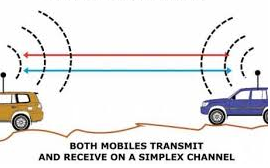 BOTH MOBILES TRANSMIT
AND RECEIVE ON A SIMPLEX CHANNEL